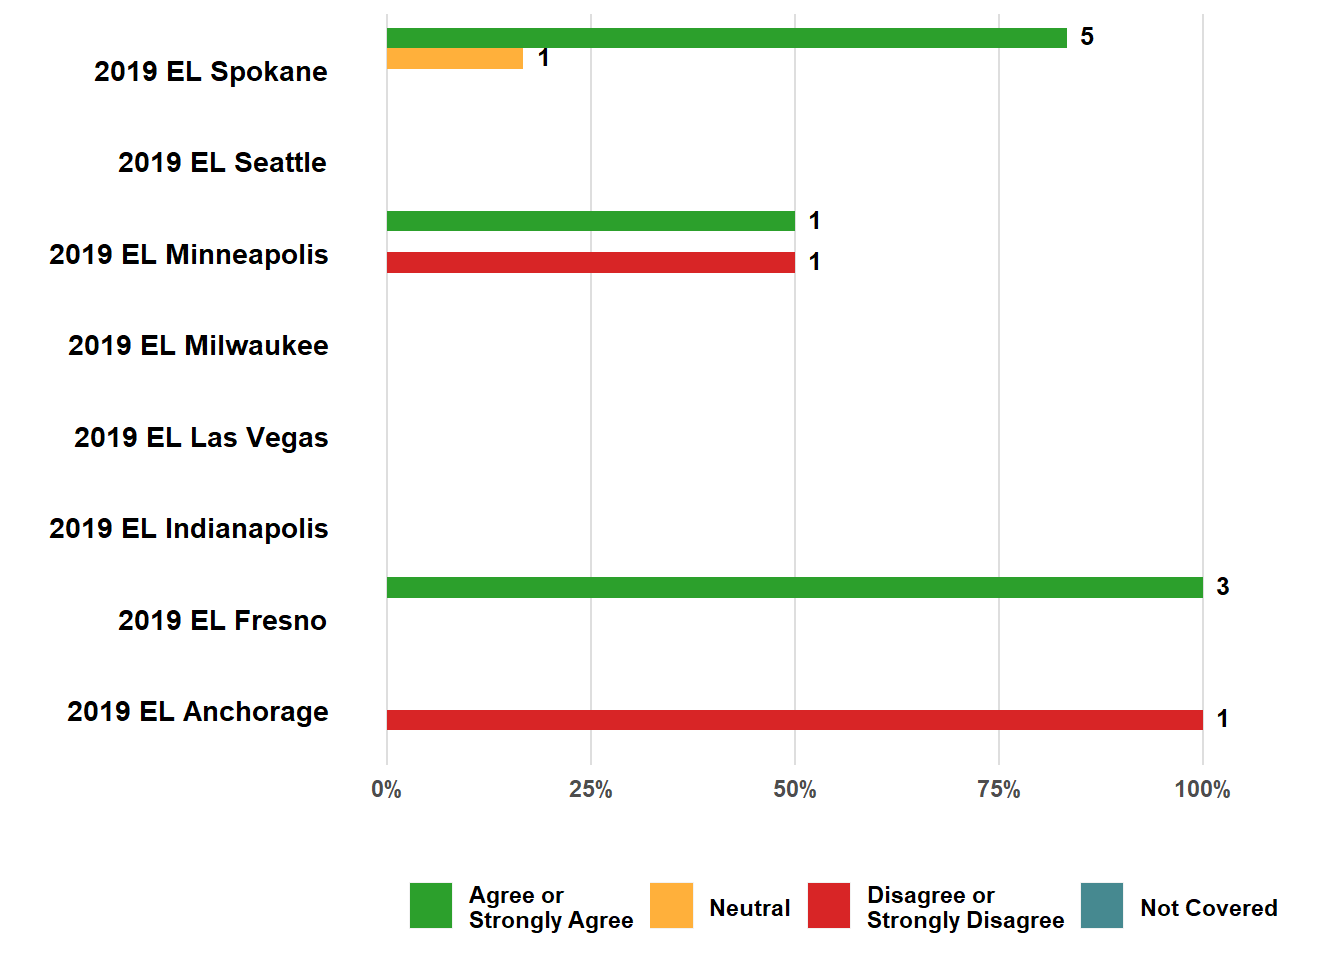 5
1
2019 EL Spokane
2019 EL Seattle
1
2019 EL Minneapolis
1
2019 EL Milwaukee
2019 EL Las Vegas
2019 EL Indianapolis
3
2019 EL Fresno
2019 EL Anchorage
1
0% 25% 50% 75% 100%
Agree or
Strongly Agree
Neutral
Disagree or
Strongly Disagree
Not Covered